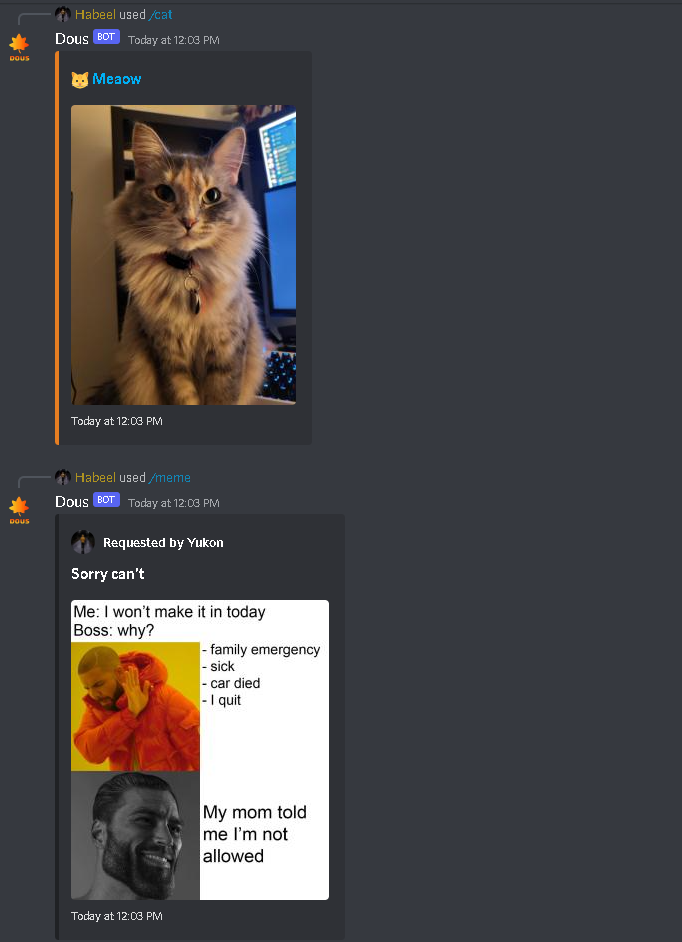 Habeel used /cat
DOUS
Dous BOT Today at 12:03 PM
Meaow
Today at 12:03 PM
Habeel used /meme
DOUS
Dous BOT Today at 12:03 PM
Requested by Yukon
Sorry can't
Me: I won't make it in today
Boss: why?
- family emergency
- sick
- car died
- I quit
My mom told
me I'm not
allowed
Today at 12:03 PM